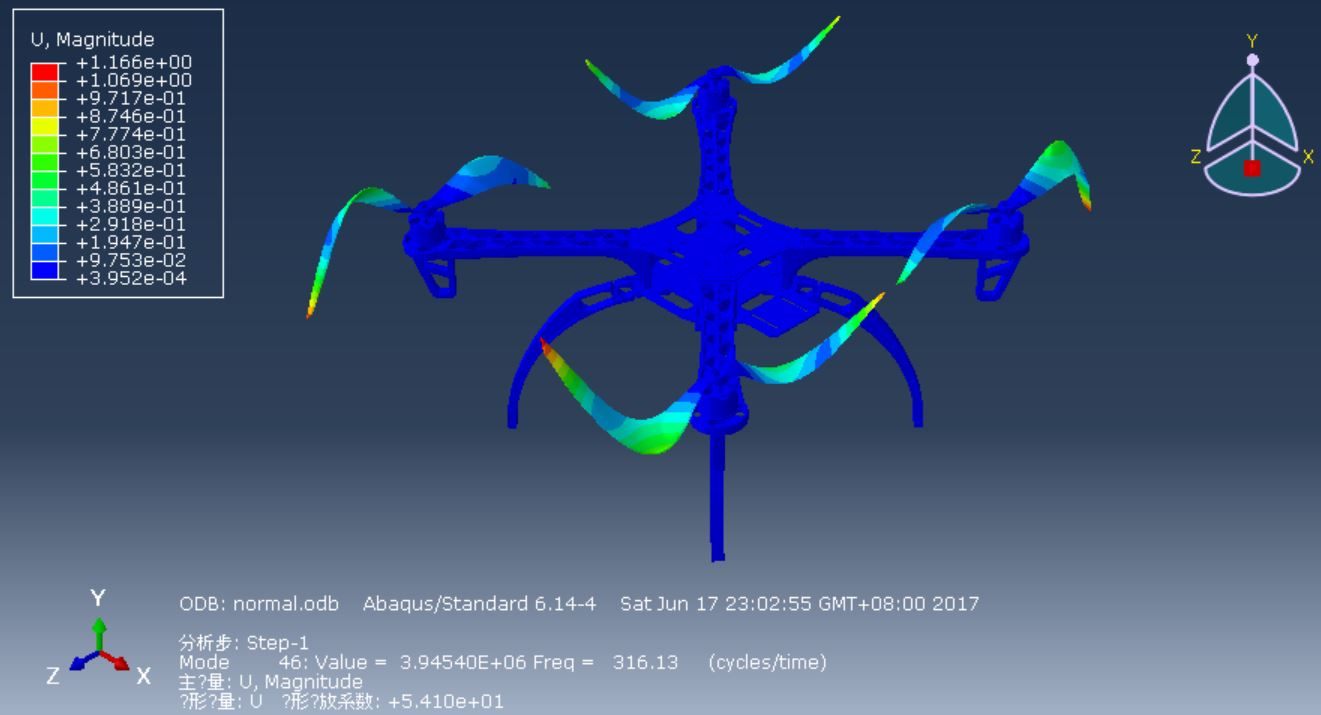 U, Magnitude
+1.166e+00
+1.069e+00
+9.717e-01
+8.746e-01
+7.774e-01
+6.803e-01
+5.832e-01
+4.861e-01
+3.889e-01
+2.918e-01
+1.947e-01
+9.753e-02
+3.952e-04
Y
Z
X
Y
Z
X
ODB: normal.odb Abaqus/Standard 6.14-4 Sat Jun 17 23:02:55 GMT+08:00 2017
分析步: Step-1
Mode 46: Value = 3.94540E+06 Freq = 316.13 (cycles/time)
主?量: U, Magnitude
?形?量: U ?形?放系数: +5.410e+01